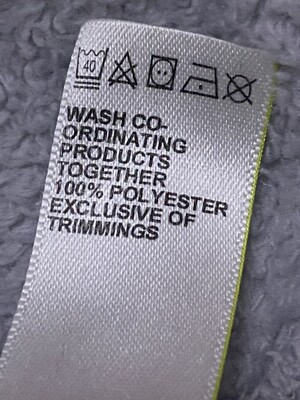 40
WASH CO-
ORDINATING
PRODUCTS
TOGETHER
100% POLYESTER
EXCLUSIVE OF
TRIMMINGS